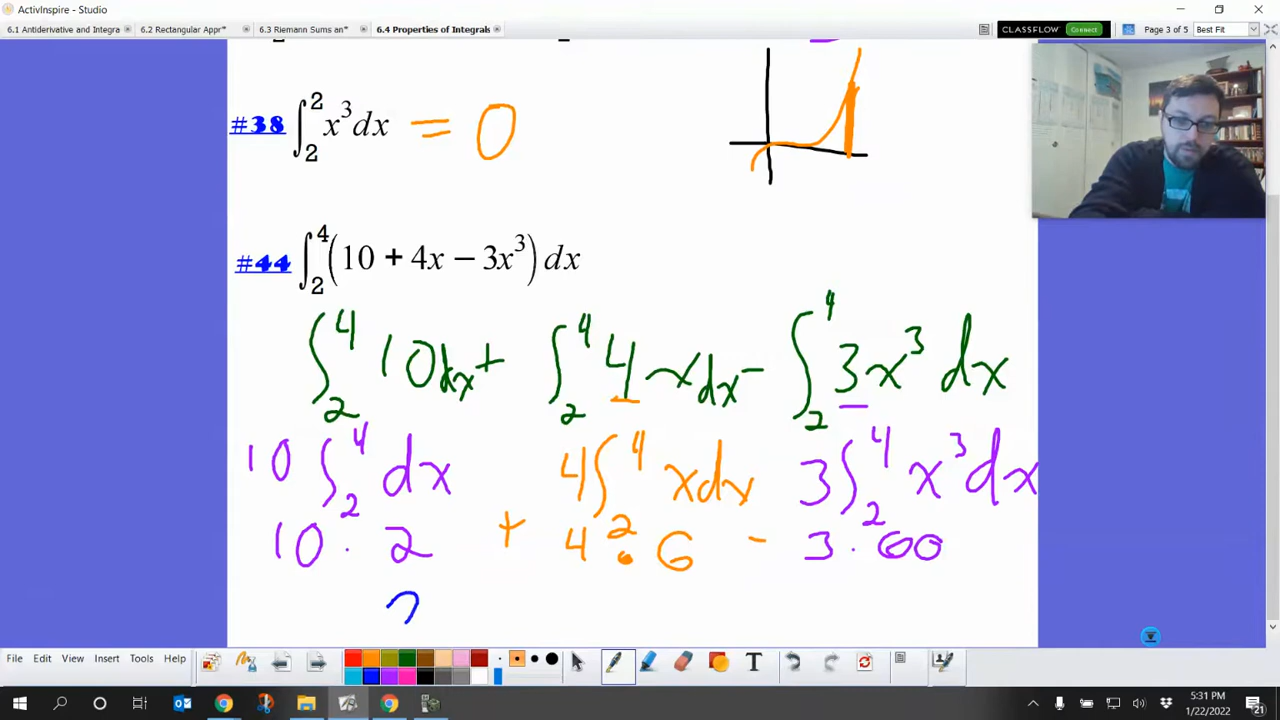 ActivInspire - Studio
6.1 Antiderivative and Integra 6.2 Rectangular Appr* 6.3 Riemann Sums an* 6.4 Properties of Integrals* CLASSFLOW Connect Page 3 of 5 Best Fit
#38 ∫₂² x³dx = 0
#44 ∫₂⁴ (10 + 4x − 3x³) dx
∫₂⁴ 10dx + ∫₂⁴ 4xdx − ∫₂⁴ 3x³ dx
10 ∫₂⁴ dx 4∫₂⁴ xdx 3∫₂⁴ x³dx
10 · 2 + 4 · 6 − 3 · 60
File Edit View Insert Tools Help
5:31 PM
1/22/2022
21